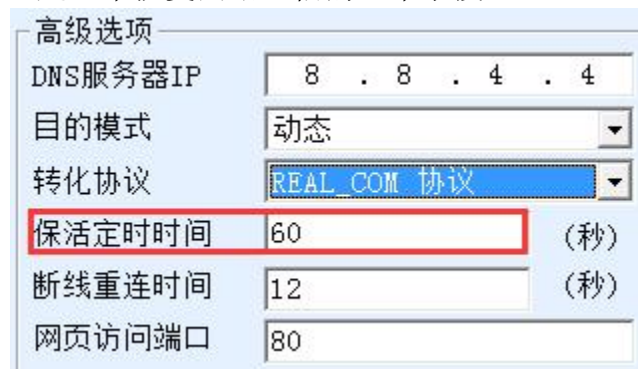 高级选项
DNS服务器IP 8 . 8 . 4 . 4
目的模式 动态
转化协议 REAL_COM 协议
保活定时时间 60 (秒)
断线重连时间 12 (秒)
网页访问端口 80